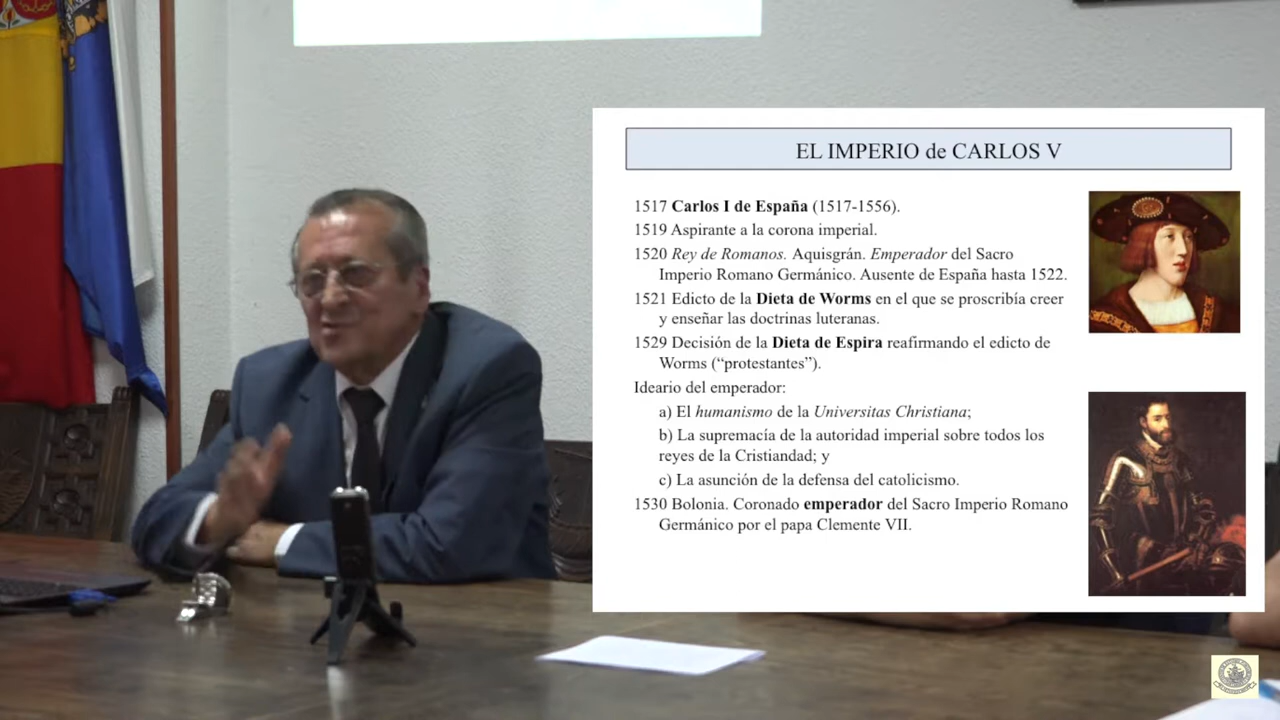 EL IMPERIO de CARLOS V
1517 Carlos I de España (1517-1556).
1519 Aspirante a la corona imperial.
1520 Rey de Romanos. Aquisgrán. Emperador del Sacro
Imperio Romano Germánico. Ausente de España hasta 1522.
1521 Edicto de la Dieta de Worms en el que se proscribía creer
y enseñar las doctrinas luteranas.
1529 Decisión de la Dieta de Espira reafirmando el edicto de
Worms (“protestantes”).
Ideario del emperador:
a) El humanismo de la Universitas Christiana;
b) La supremacía de la autoridad imperial sobre todos los
reyes de la Cristiandad; y
c) La asunción de la defensa del catolicismo.
1530 Bolonia. Coronado emperador del Sacro Imperio Romano
Germánico por el papa Clemente VII.